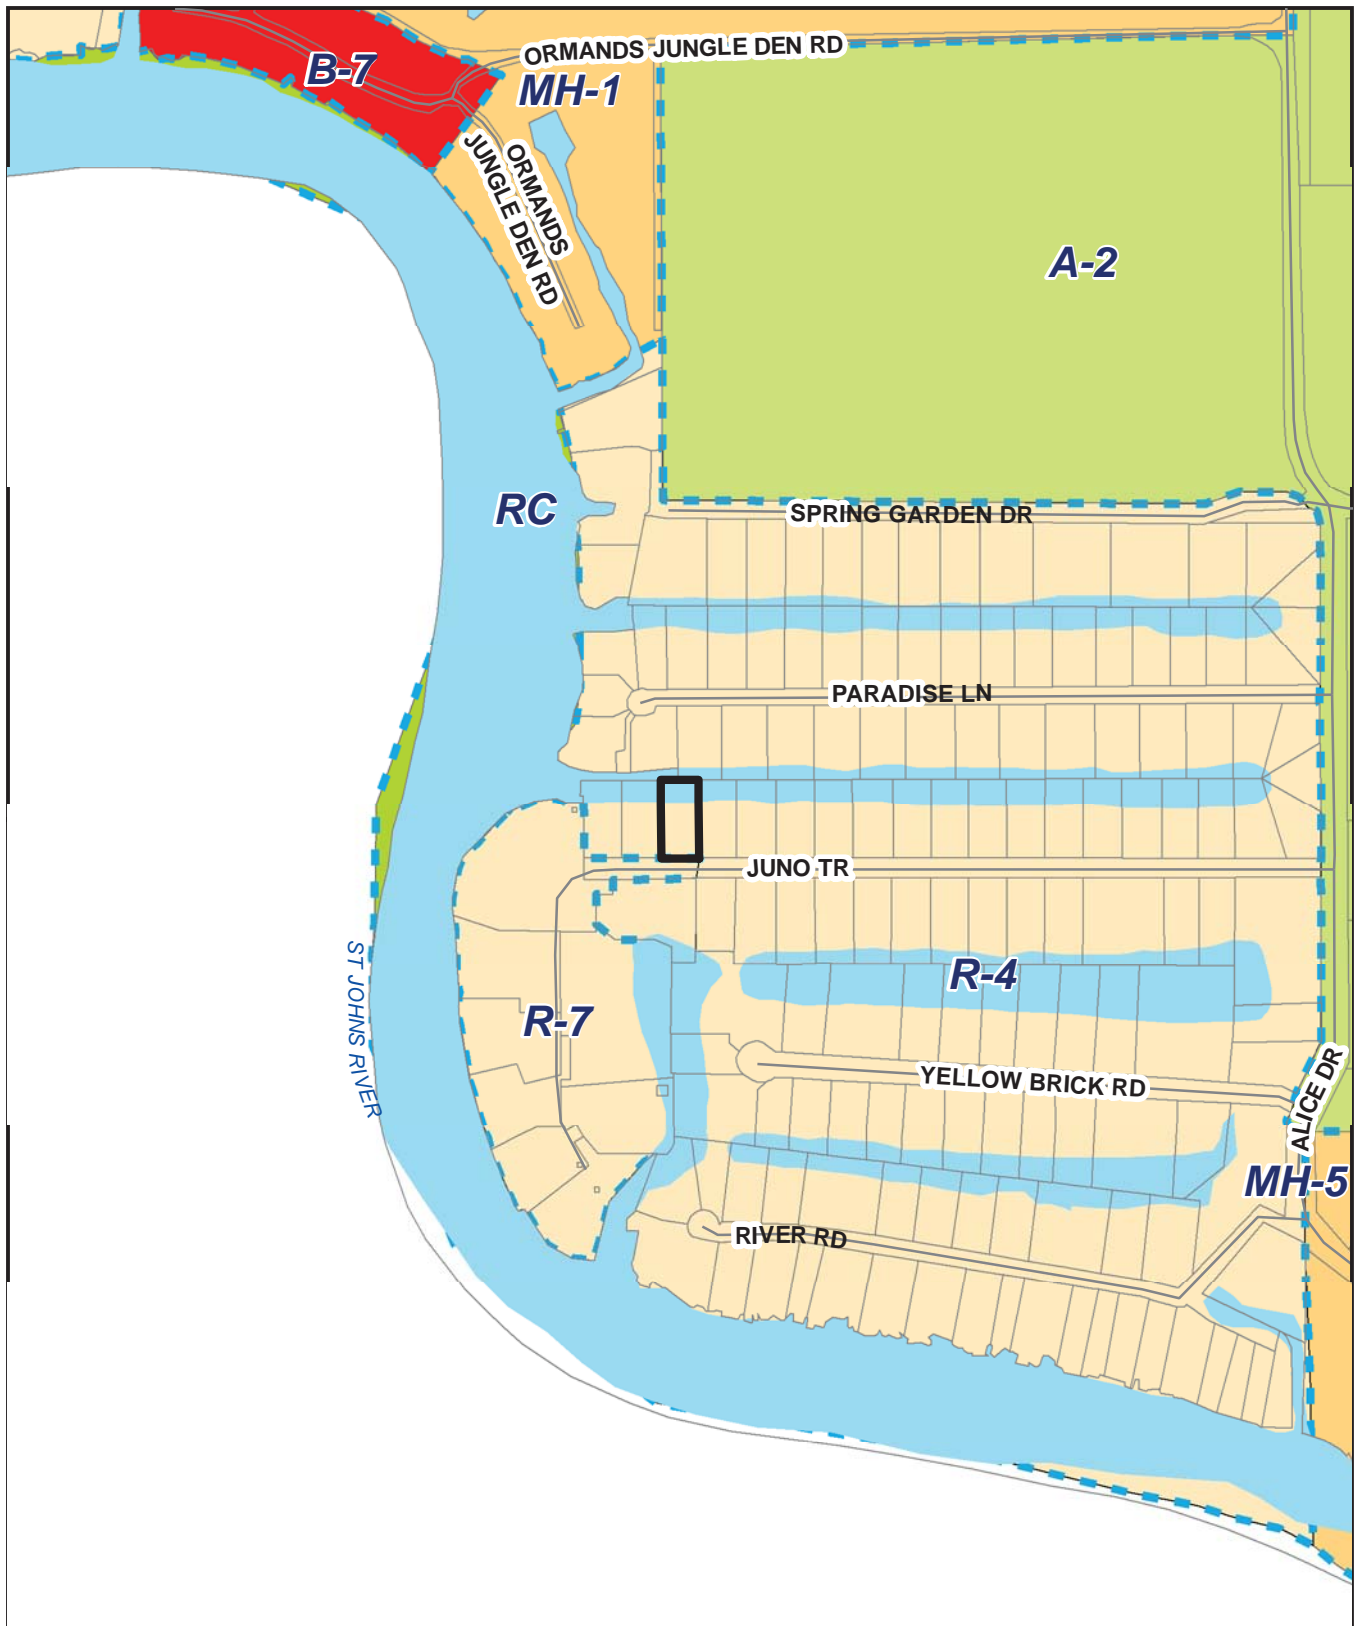 ORMANDS JUNGLE DEN RD
B-7
MH-1
ORMANDS
JUNGLE DEN RD
A-2
RC
SPRING GARDEN DR
PARADISE LN
JUNO TR
R-4
ST JOHNS RIVER
R-7
YELLOW BRICK RD
ALICE DR
MH-5
RIVER RD